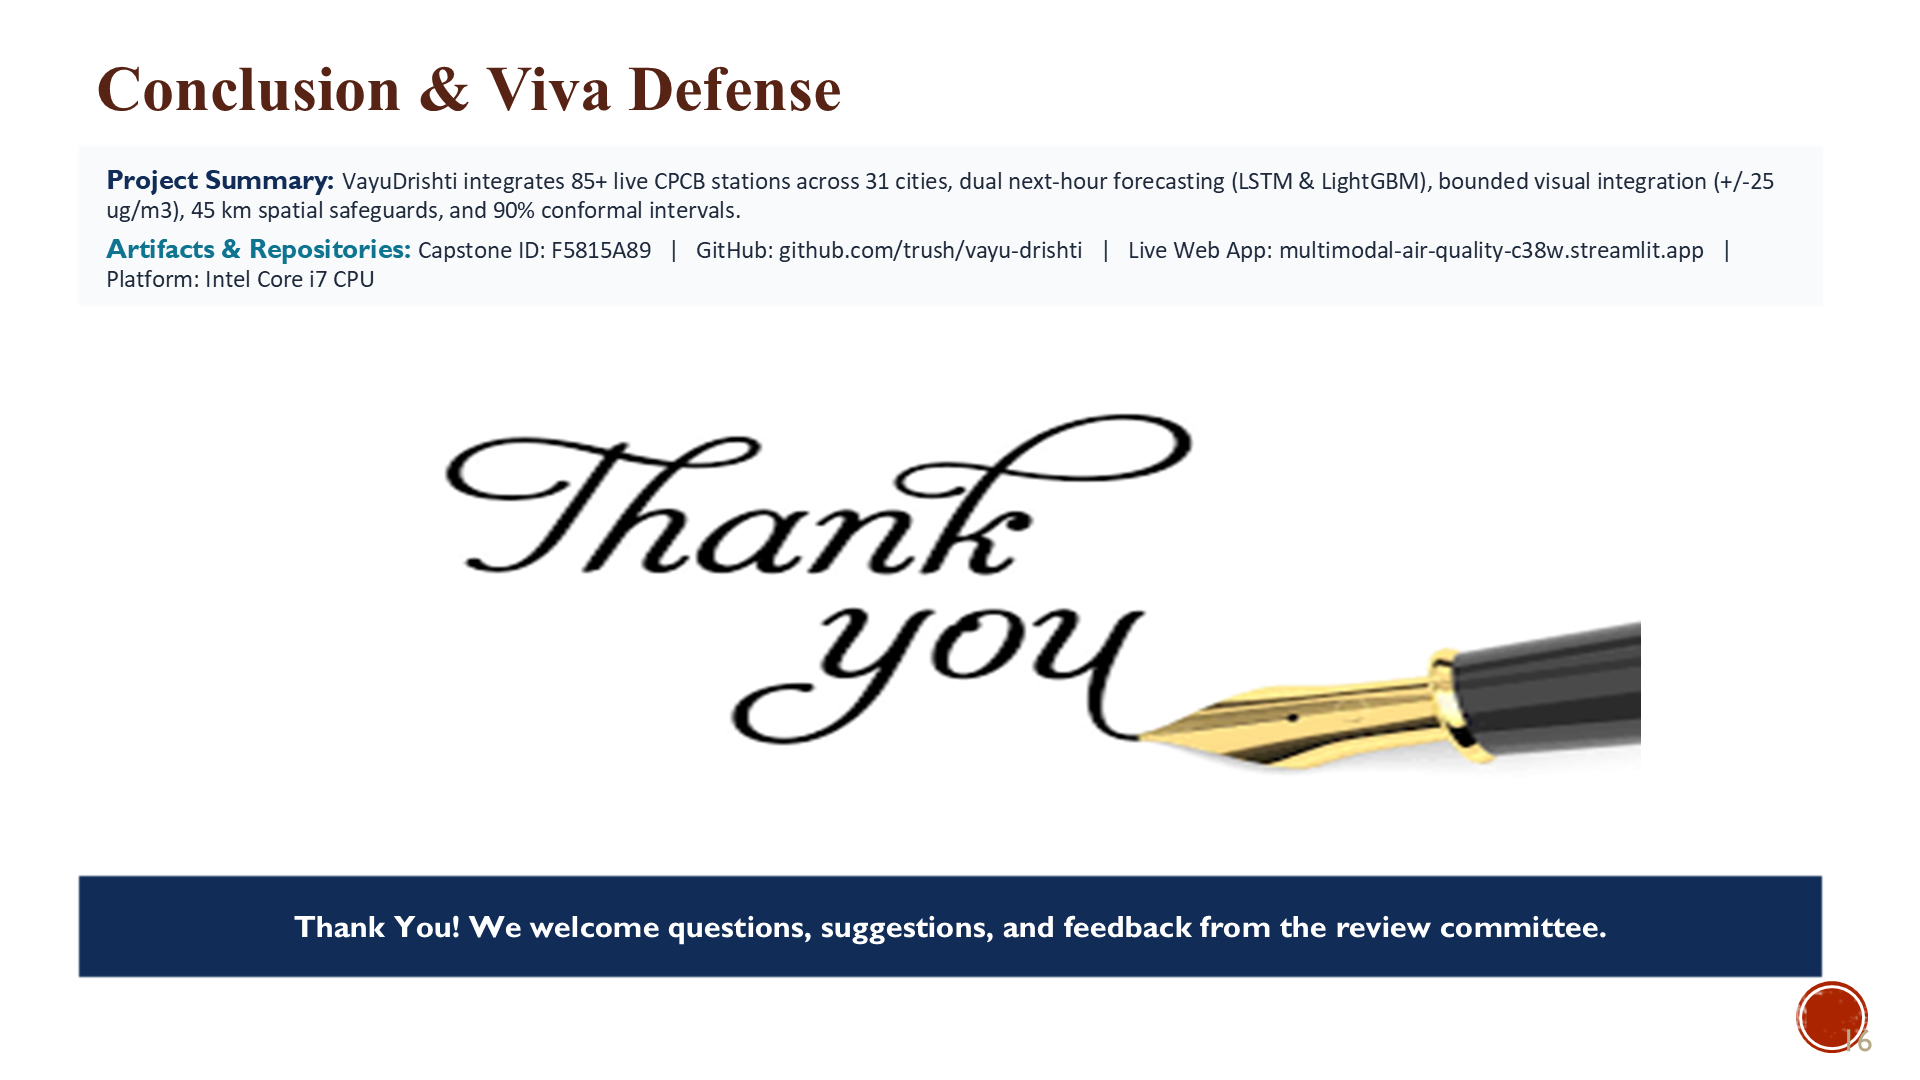 Conclusion & Viva Defense
Project Summary: VayuDrishti integrates 85+ live CPCB stations across 31 cities, dual next-hour forecasting (LSTM & LightGBM), bounded visual integration (+/-25
ug/m3), 45 km spatial safeguards, and 90% conformal intervals.
Artifacts & Repositories: Capstone ID: F5815A89 | GitHub: github.com/trush/vayu-drishti | Live Web App: multimodal-air-quality-c38w.streamlit.app |
Platform: Intel Core i7 CPU
Thank
you
Thank You! We welcome questions, suggestions, and feedback from the review committee.
16